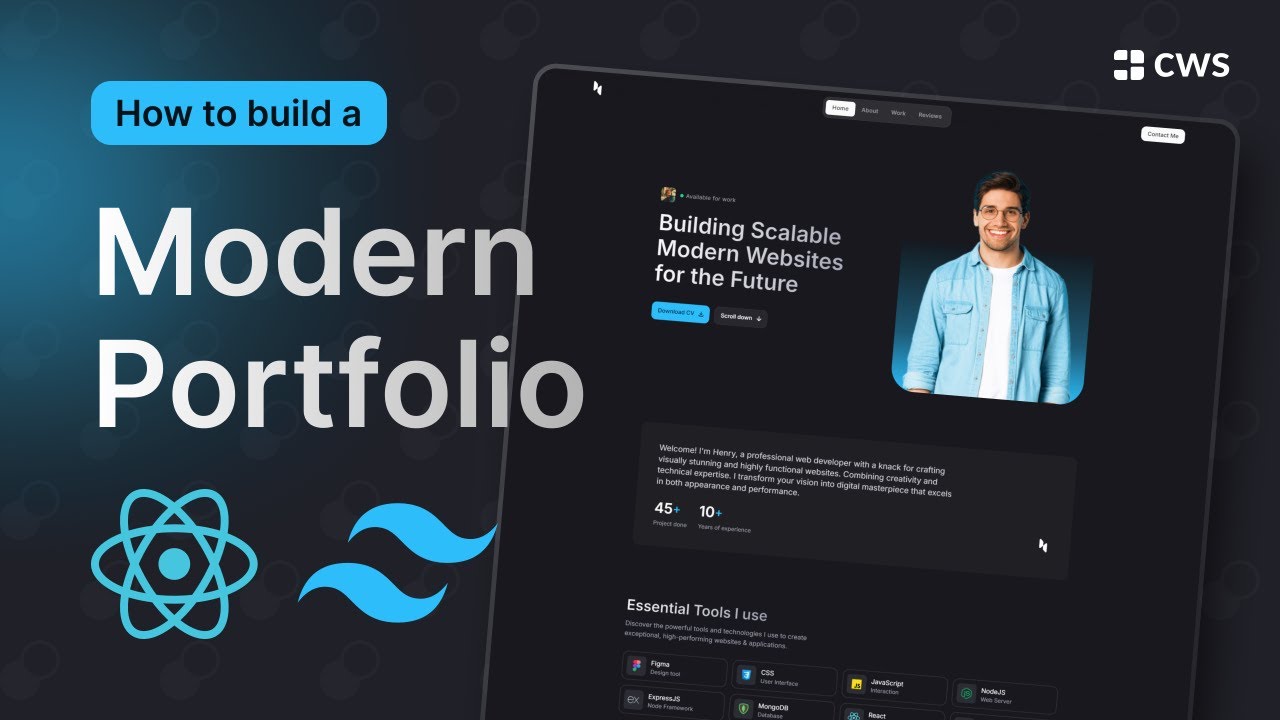 How to build a
Modern
Portfolio
CWS
Home About Work Reviews
Contact Me
Available for work
Building Scalable
Modern Websites
for the Future
Download CV
Scroll down
Welcome! I'm Henry, a professional web developer with a knack for crafting
visually stunning and highly functional websites. Combining creativity and
technical expertise. I transform your vision into digital masterpiece that excels
in both appearance and performance.
45+
Project done
10+
Years of experience
Essential Tools I use
Discover the powerful tools and technologies I use to create
exceptional, high-performing websites & applications.
Figma
Design tool
CSS
User Interface
JS
JavaScript
Interaction
NodeJS
Web Server
EX
ExpressJS
Node Framework
MongoDB
Database
React